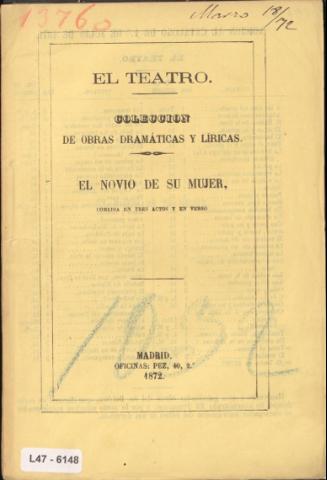 13760
Marzo 18/72
EL TEATRO.
COLECCION
DE OBRAS DRAMÁTICAS Y LÍRICAS.
EL NOVIO DE SU MUJER,
COMEDIA EN TRES ACTOS Y EN VERSO
1032
MADRID.
OFICINAS: PEZ, 40, 2.º
1872.
L47 - 6148